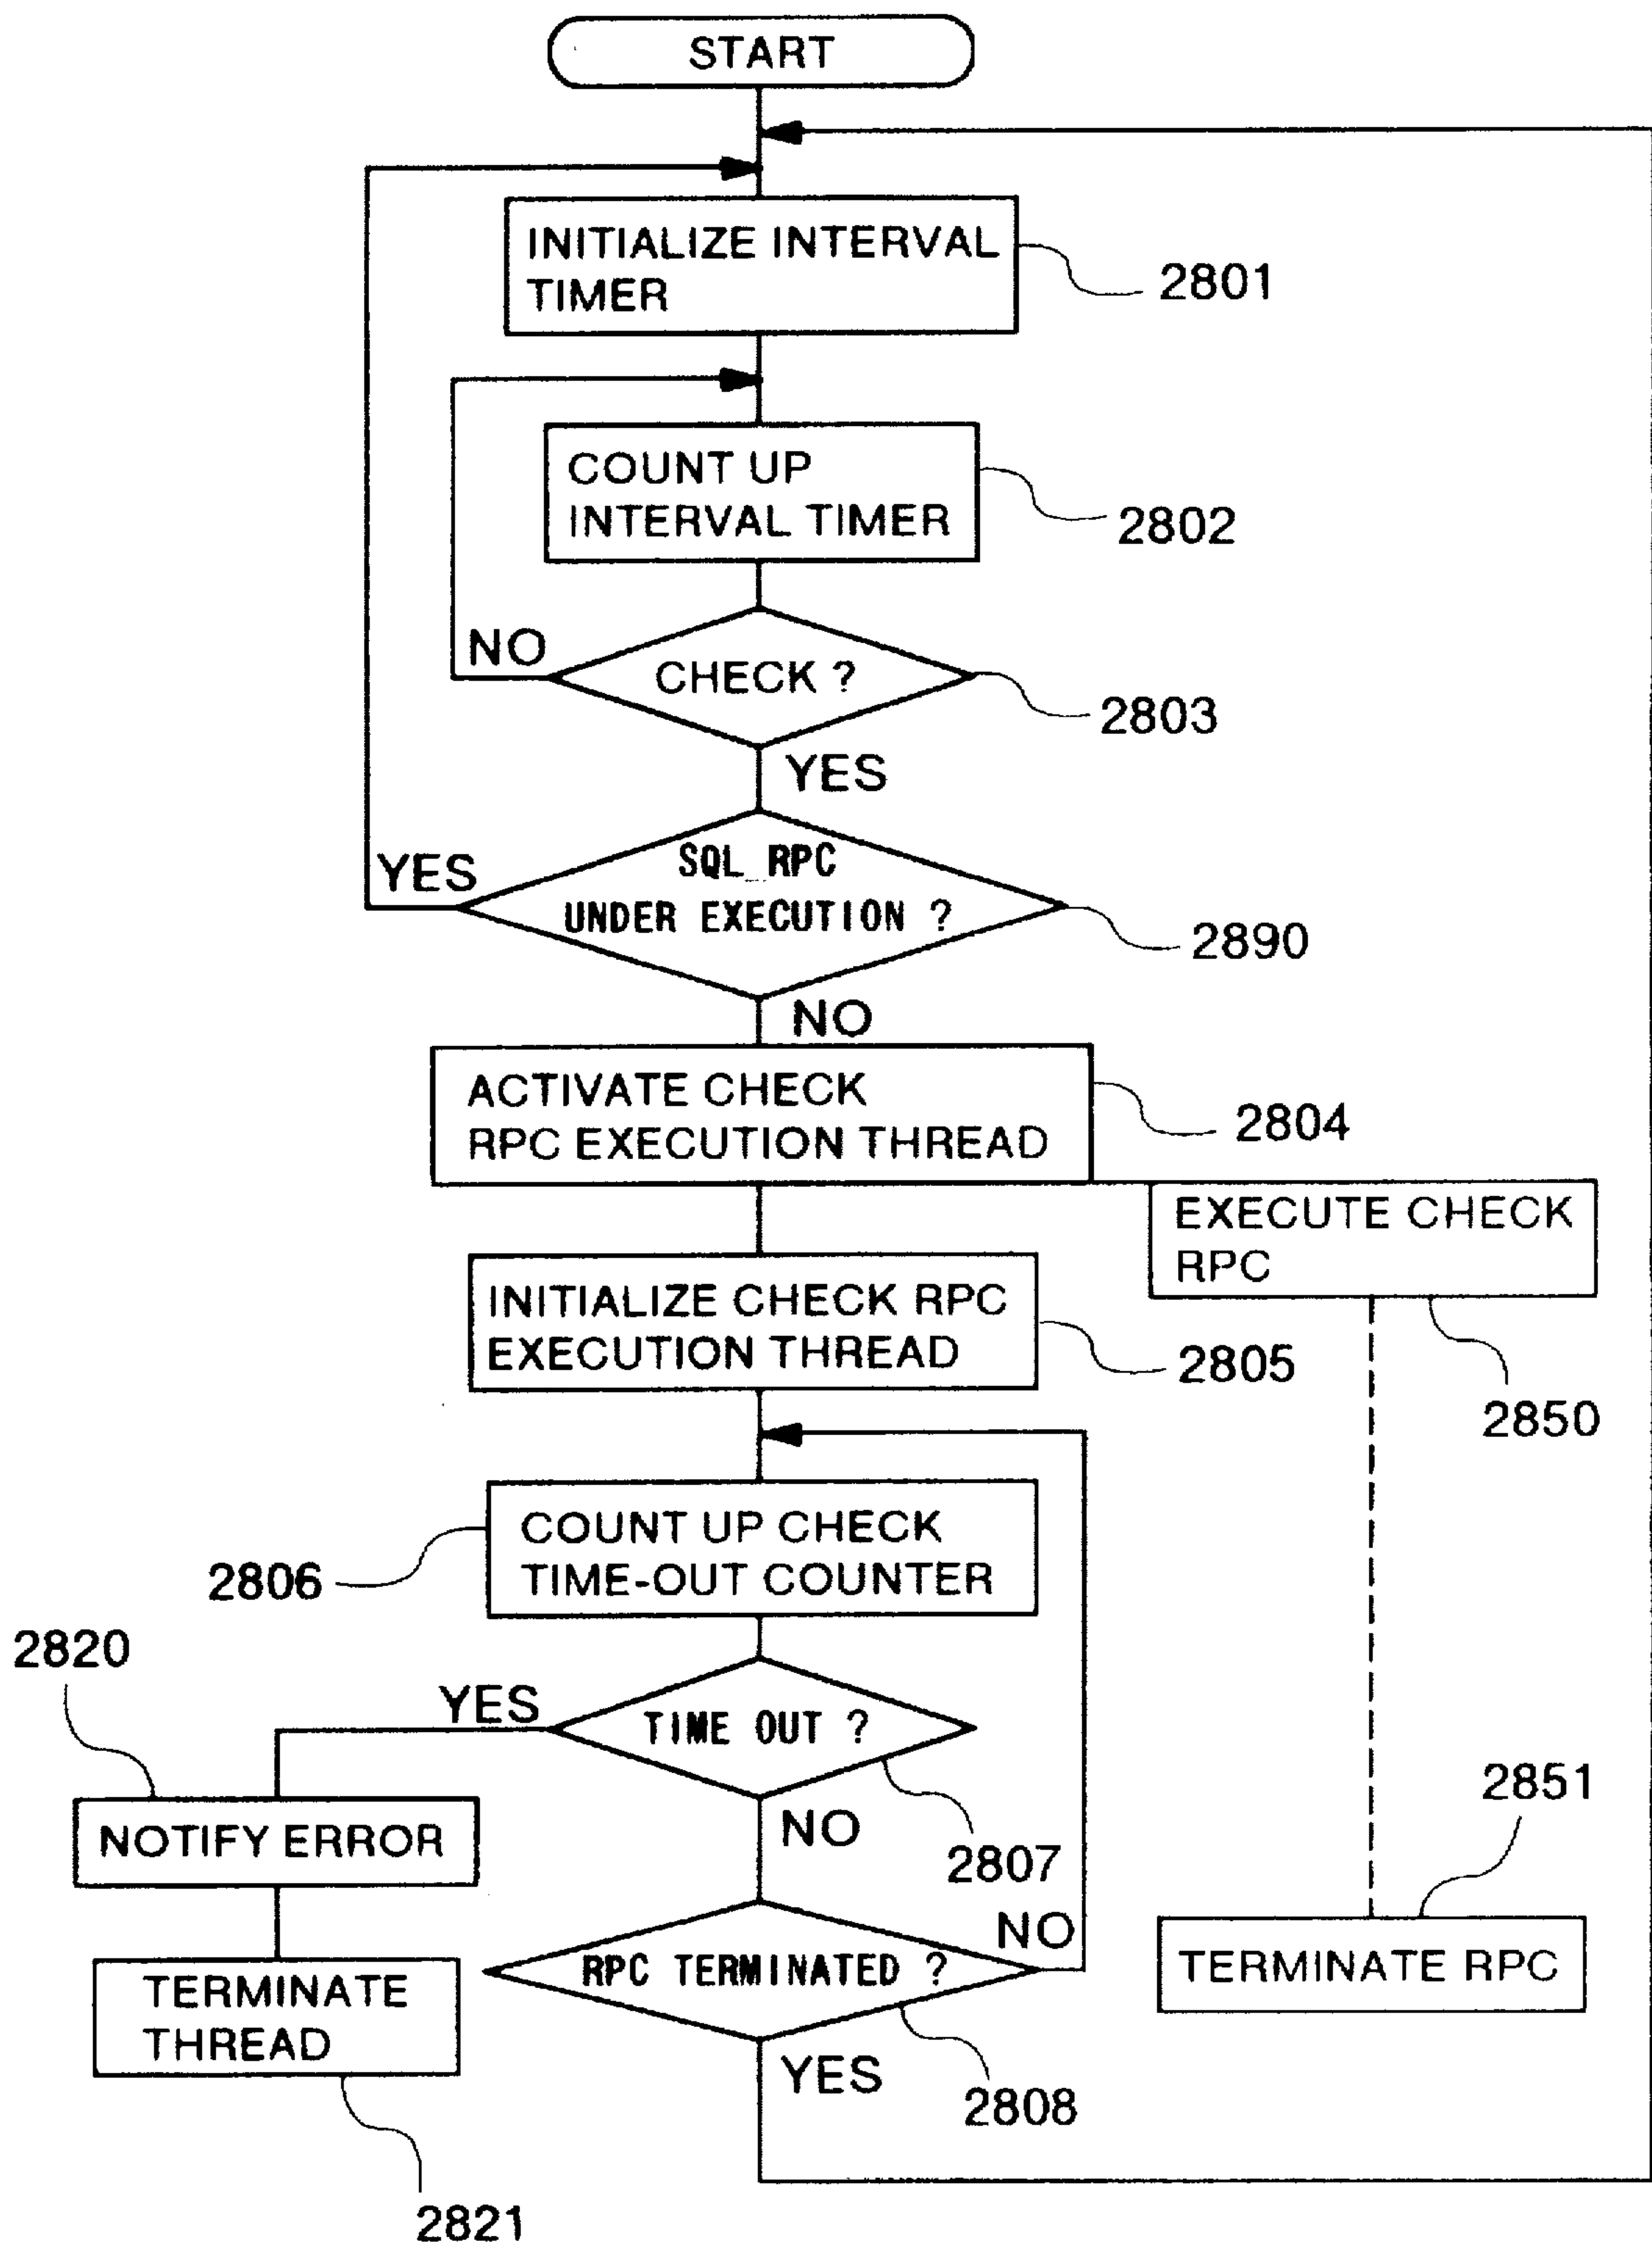 START
INITIALIZE INTERVAL
TIMER
2801
COUNT UP
INTERVAL TIMER
2802
NO
CHECK ?
2803
YES
YES
SQL_RPC
UNDER EXECUTION ?
2890
NO
ACTIVATE CHECK
RPC EXECUTION THREAD
2804
EXECUTE CHECK
RPC
2850
INITIALIZE CHECK RPC
EXECUTION THREAD
2805
COUNT UP CHECK
TIME-OUT COUNTER
2806
2820
YES
TIME OUT ?
2807
NO
NOTIFY ERROR
2851
NO
RPC TERMINATED ?
2808
TERMINATE RPC
TERMINATE
THREAD
YES
2821